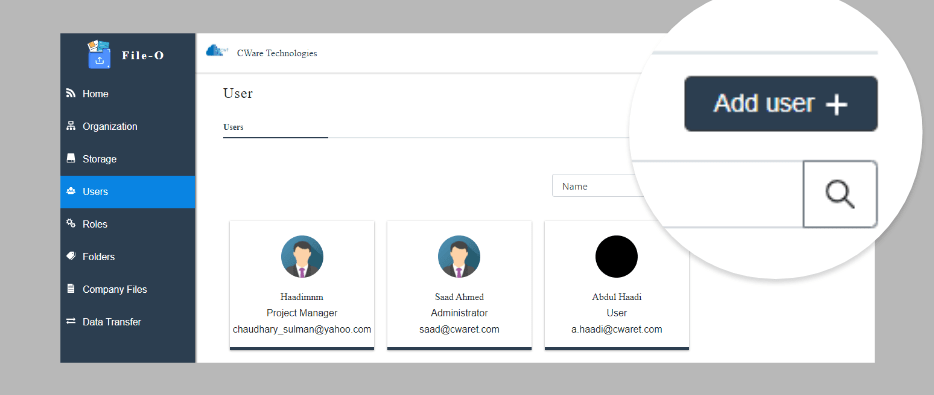 File-O
CWare Technologies
Home
Organization
Storage
Users
Roles
Folders
Company Files
Data Transfer
User
Users
Add user +
Name
Haadimnm
Project Manager
chaudhary_sulman@yahoo.com
Saad Ahmed
Administrator
saad@cwaret.com
Abdul Haadi
User
a.haadi@cwaret.com